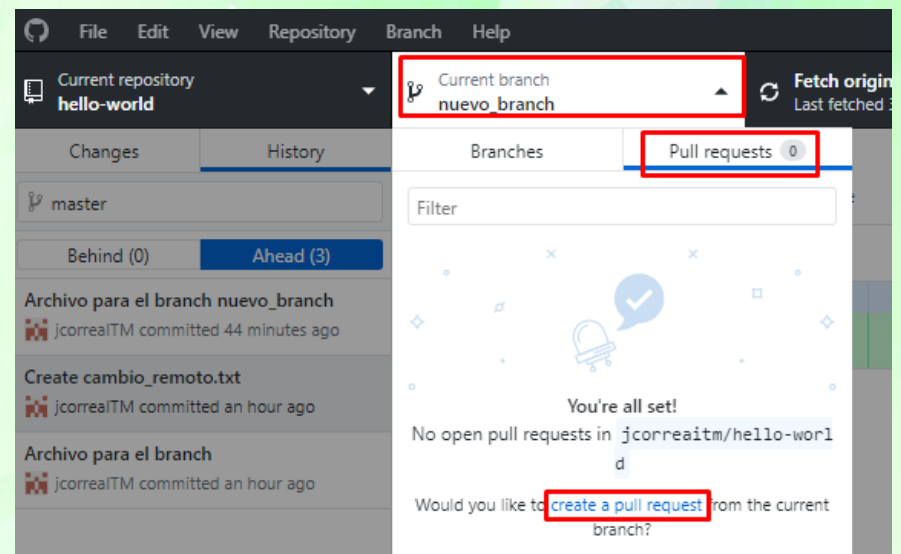 File Edit View Repository Branch Help
Current repository
hello-world
Current branch
nuevo_branch
Fetch origin
Last fetched
Changes History
Branches Pull requests 0
master
Filter
Behind (0) Ahead (3)
Archivo para el branch nuevo_branch
jcorreaITM committed 44 minutes ago
Create cambio_remoto.txt
jcorreaITM committed an hour ago
Archivo para el branch
jcorreaITM committed an hour ago
You're all set!
No open pull requests in jcorreaitm/hello-worl
d
Would you like to create a pull request from the current
branch?